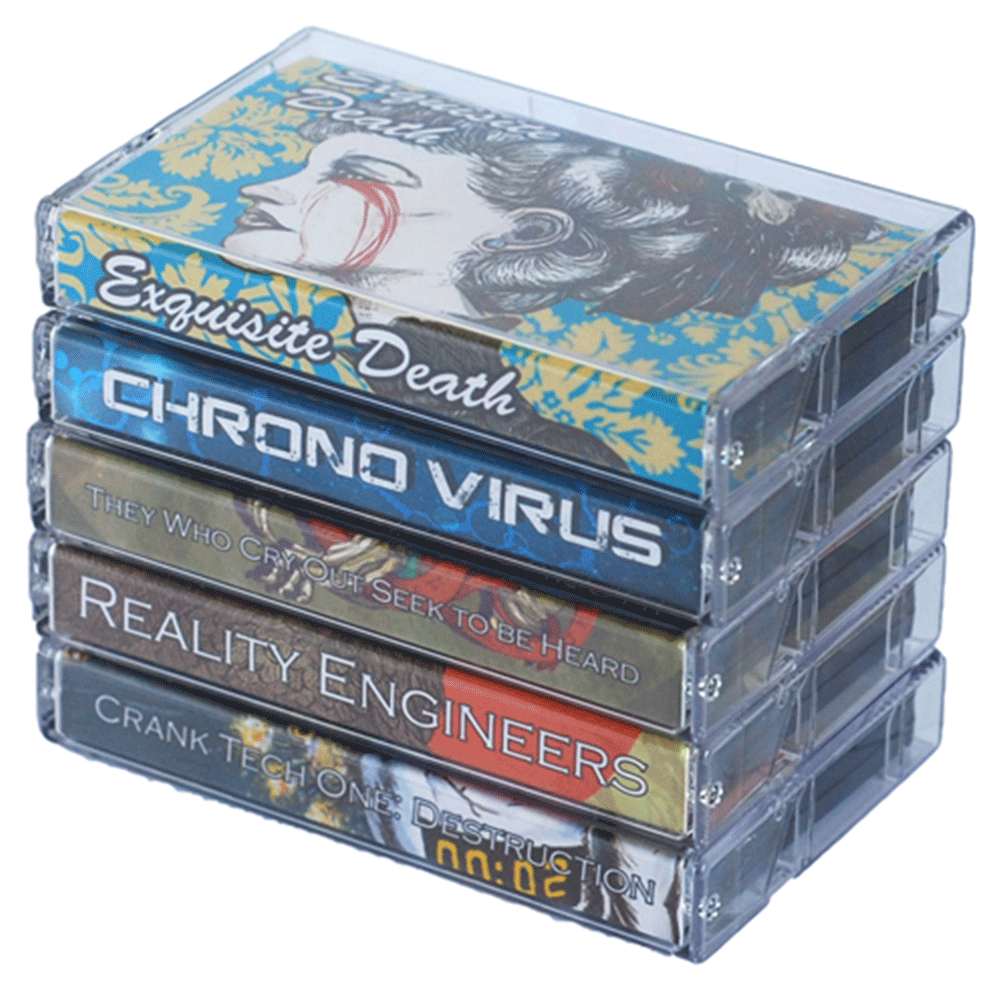 Exquisite
Death
Exquisite Death
CHRONO VIRUS
THEY WHO CRY OUT SEEK TO BE HEARD
REALITY ENGINEERS
CRANK TECH ONE: DESTRUCTION
00:02